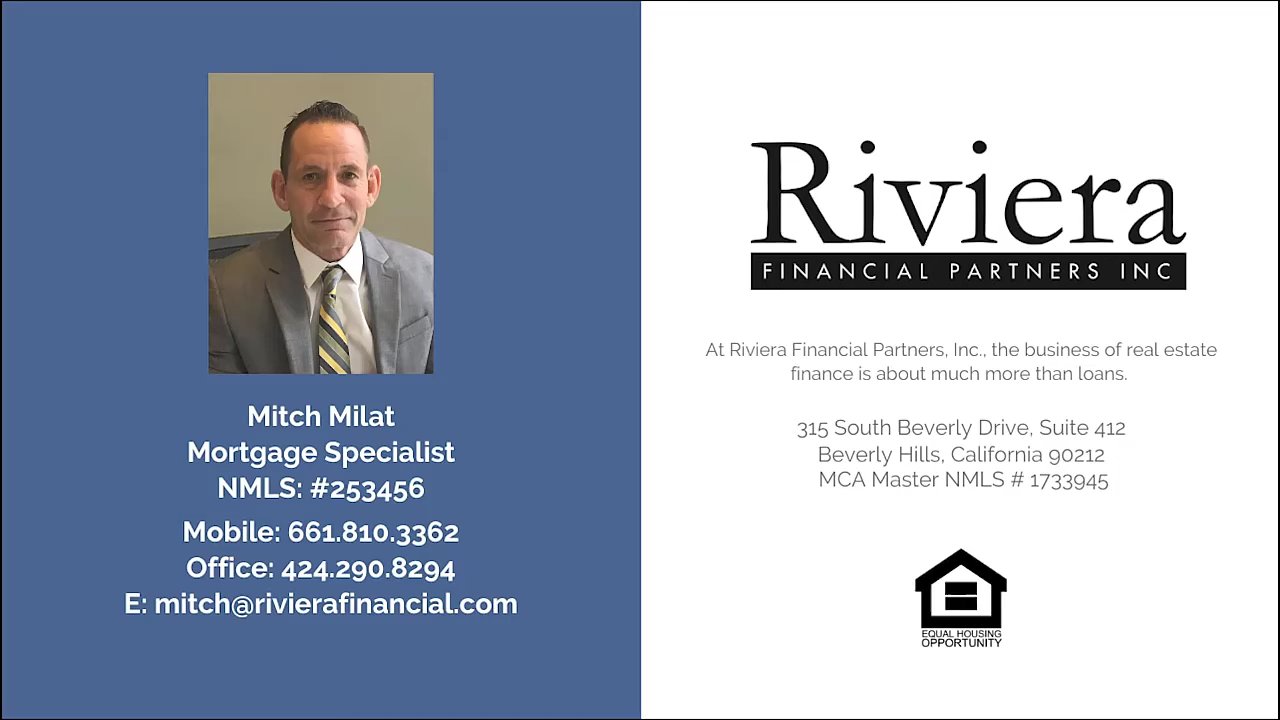 Mitch Milat
Mortgage Specialist
NMLS: #253456
Mobile: 661.810.3362
Office: 424.290.8294
E: mitch@rivierafinancial.com
Riviera
FINANCIAL PARTNERS INC
At Riviera Financial Partners, Inc., the business of real estate
finance is about much more than loans.
315 South Beverly Drive, Suite 412
Beverly Hills, California 90212
MCA Master NMLS # 1733945
EQUAL HOUSING
OPPORTUNITY